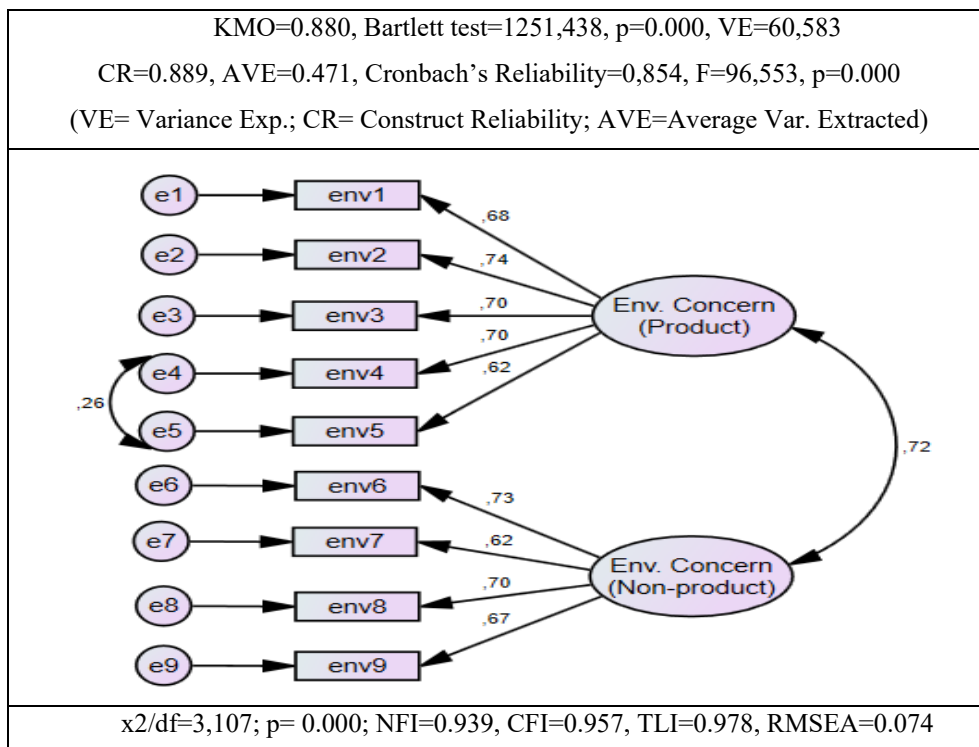 KMO=0.880, Bartlett test=1251,438, p=0.000, VE=60,583
CR=0.889, AVE=0.471, Cronbach’s Reliability=0,854, F=96,553, p=0.000
(VE= Variance Exp.; CR= Construct Reliability; AVE=Average Var. Extracted)
e1 env1
,68
e2 env2
,74
Env. Concern
(Product)
e3 env3
,70
e4 env4
,70
,62
,26
e5 env5
,72
e6 env6
,73
e7 env7
,62
Env. Concern
(Non-product)
e8 env8
,70
,67
e9 env9
x2/df=3,107; p= 0.000; NFI=0.939, CFI=0.957, TLI=0.978, RMSEA=0.074